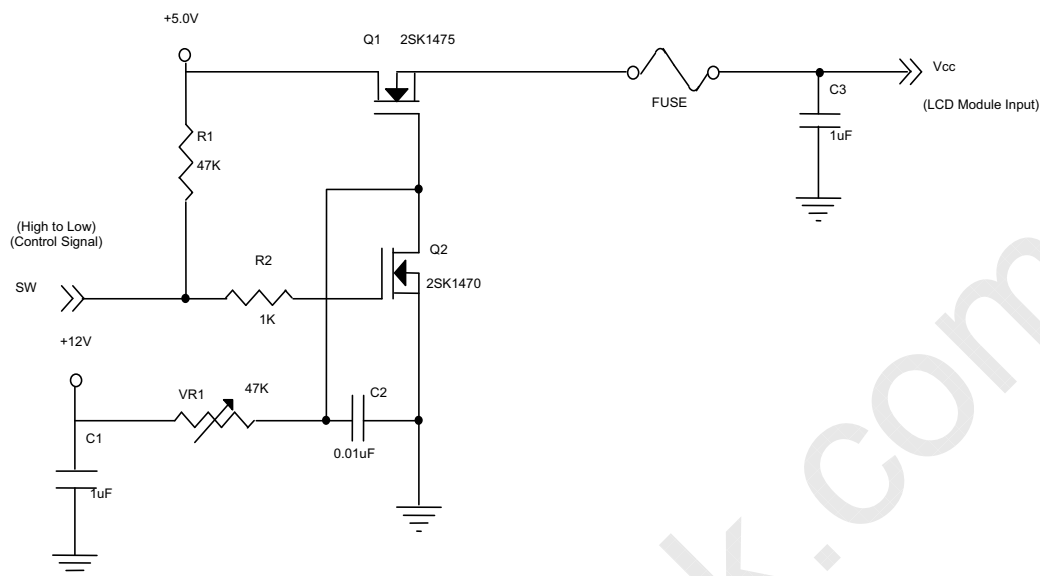 +5.0V
Q1 2SK1475
Vcc
C3
FUSE
(LCD Module Input)
R1
1uF
47K
(High to Low)
(Control Signal)
Q2
R2
2SK1470
SW
1K
+12V
VR1
47K
C2
C1
0.01uF
1uF
k.com